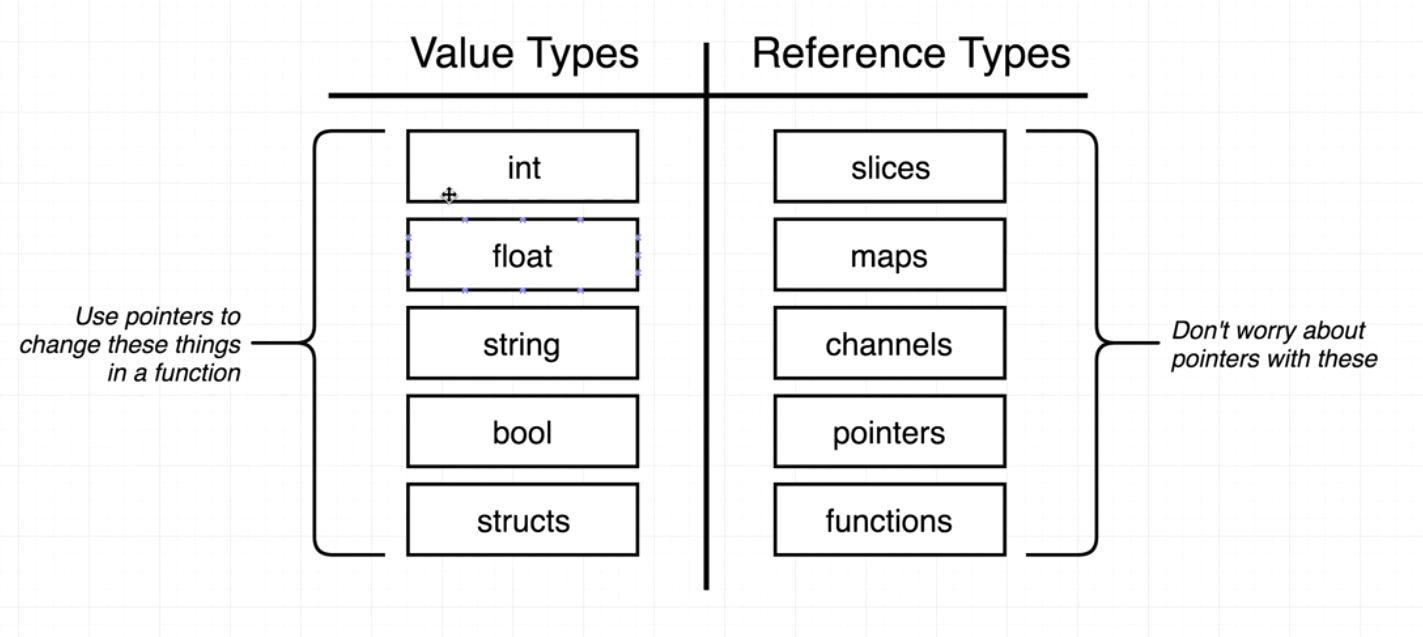 Value Types
Reference Types
int
slices
float
maps
string
channels
bool
pointers
structs
functions
Use pointers to
change these things
in a function
Don't worry about
pointers with these